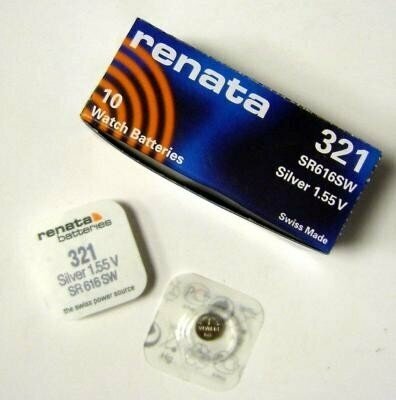 renata
10
Watch Batteries
321
SR616SW
Silver 1.55 V
Swiss Made
renata
batteries
321
Silver 1.55 V
SR 616 SW
the swiss power source